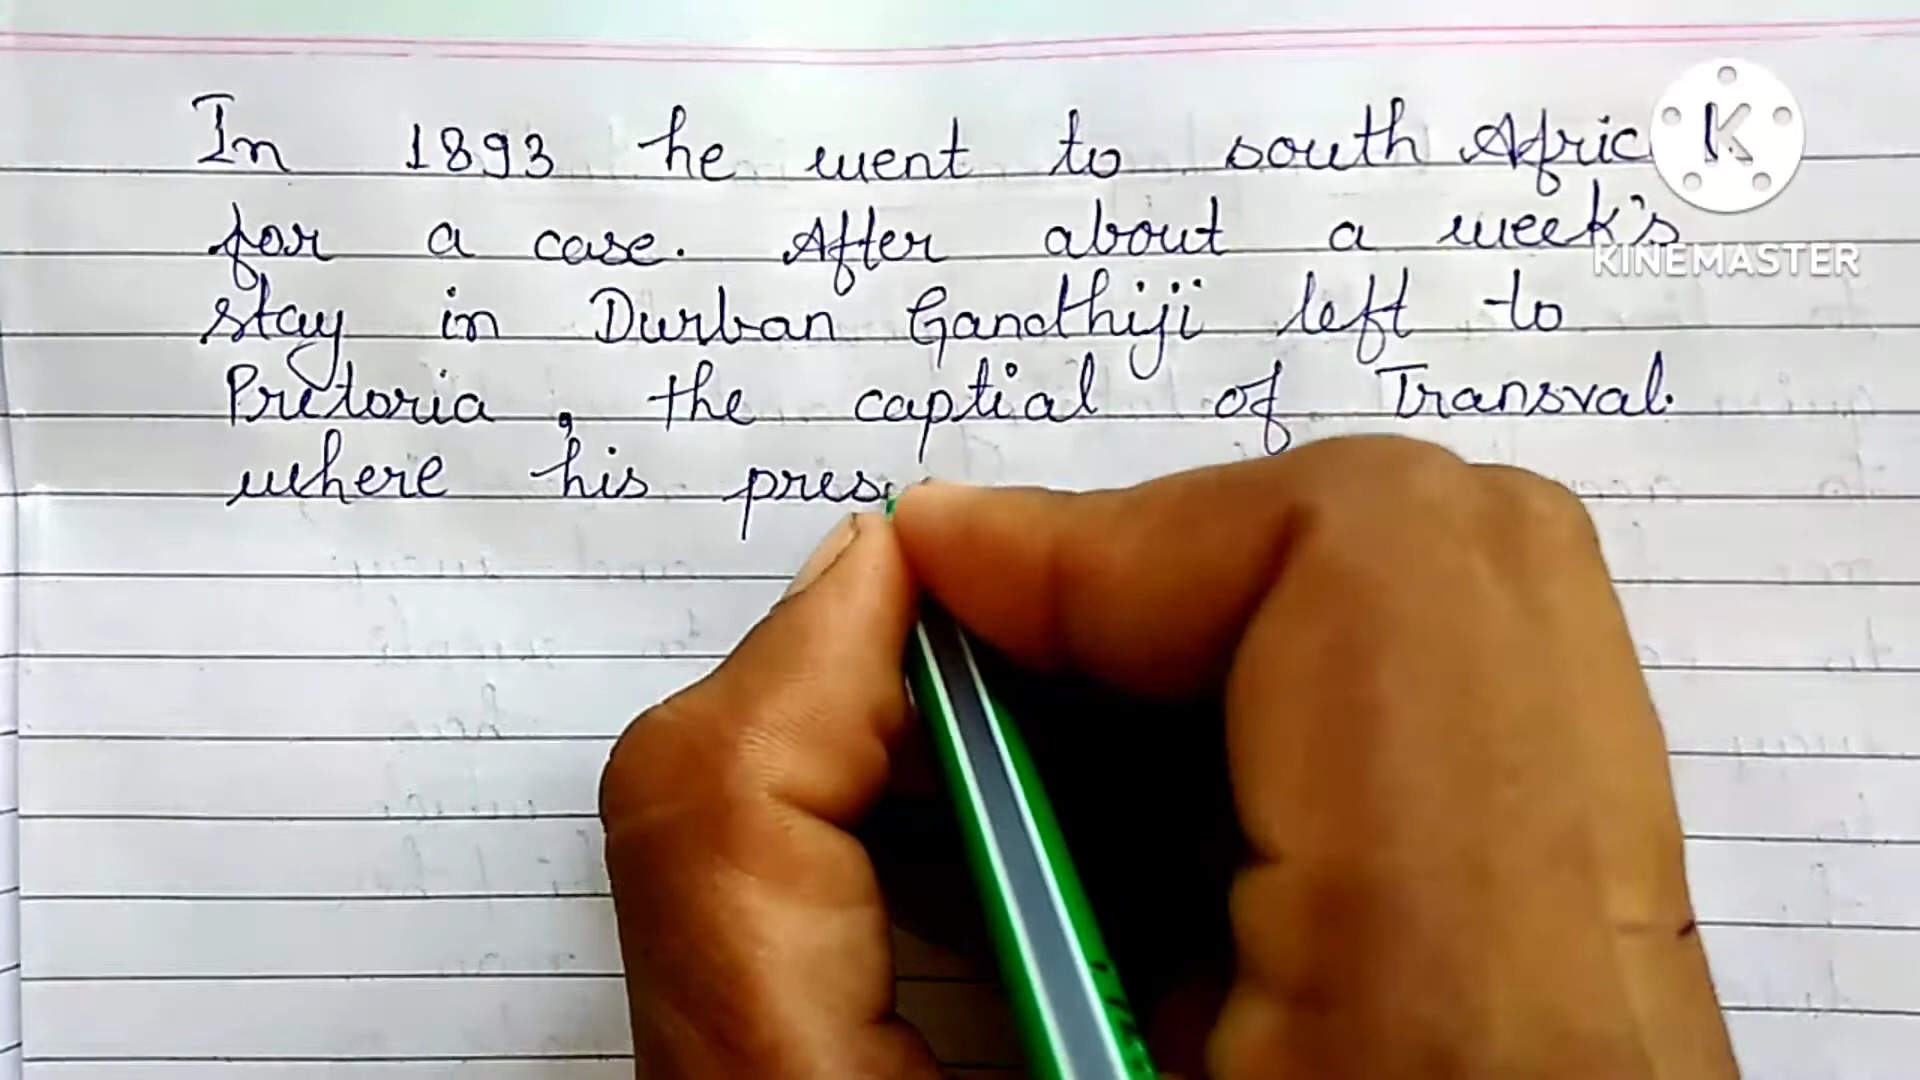 In 1893 he went to south Afric
for a case. After about a week's
stay in Durban Gandhiji left to
Pretoria, the captial of Transval.
where his pres
K
KINEMASTER